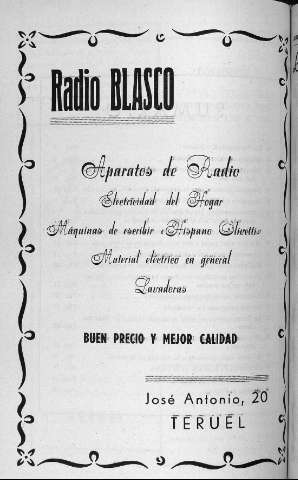 Radio BLASCO
Aparatos de Radio
Electricidad del Hogar
Máquinas de escribir «Hispano Olivetti»
Material eléctrico en general
Lavadoras
BUEN PRECIO Y MEJOR CALIDAD
José Antonio, 20
TERUEL